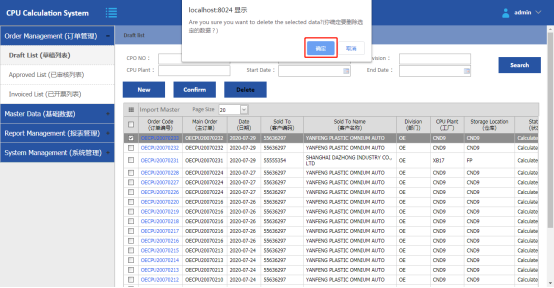 CPU Calculation System
admin
localhost:8024 显示
Are you sure you want to delete the selected data?(你确定要删除选
出的数据？)
确定
取消
Order Management (订单管理)
Draft List (草稿列表)
Approved List (已审核列表)
Invoiced List (已开票列表)
Master Data (基础数据)
Report Management (报表管理)
System Management (系统管理)
Draft list
CPO NO :
Division :
CPU Plant :
Start Date :
End Date :
Search
New
Confirm
Delete
Import Master
Page Size
20
Order Code (订单编号) Main Order (主订单) Date (日期) Sold To (客户编码) Sold To Name (客户名称) Division (部门) CPU Plant (工厂) Storage Location (仓库)
OECPU20070232 OECPU20070232 2020-07-29 55636297 YANFENG PLASTIC OMNIUM AUTO OE CND9 CND9 Calculate
OECPU20070232 OECPU20070232 2020-07-29 55636297 YANFENG PLASTIC OMNIUM AUTO OE CND9 CND9 Calculate
OECPU20070231 OECPU20070231 2020-07-29 55555354 SHANGHAI DAZHONG INDUSTRY CO., LTD OE XB17 FP Calculate
OECPU20070228 OECPU20070228 2020-07-27 55636297 YANFENG PLASTIC OMNIUM AUTO OE CND9 CND9 Calculate
OECPU20070227 OECPU20070227 2020-07-27 55636297 YANFENG PLASTIC OMNIUM AUTO OE CND9 CND9 Calculate
OECPU20070226 OECPU20070226 2020-07-27 55636297 YANFENG PLASTIC OMNIUM AUTO OE CND9 CND9 Calculate
OECPU20070220 OECPU20070216 2020-07-26 55636297 YANFENG PLASTIC OMNIUM AUTO OE CND9 CND9 Calculate
OECPU20070219 OECPU20070216 2020-07-26 55636297 YANFENG PLASTIC OMNIUM AUTO OE CND9 CND9 Calculate
OECPU20070218 OECPU20070216 2020-07-26 55636297 YANFENG PLASTIC OMNIUM AUTO OE CND9 CND9 Calculate
OECPU20070217 OECPU20070216 2020-07-26 55636297 YANFENG PLASTIC OMNIUM AUTO OE CND9 CND9 Calculate
OECPU20070216 OECPU20070216 2020-07-26 55636297 YANFENG PLASTIC OMNIUM AUTO OE CND9 CND9 Calculate
OECPU20070215 OECPU20070213 2020-07-24 55636297 YANFENG PLASTIC OMNIUM AUTO OE CND9 CND9 Calculate
OECPU20070214 OECPU20070213 2020-07-24 55636297 YANFENG PLASTIC OMNIUM AUTO OE CND9 CND9 Calculate
OECPU20070213 OECPU20070213 2020-07-24 55636297 YANFENG PLASTIC OMNIUM AUTO OE CND9 CND9 Calculate
OECPU20070212 OECPU20070210 2020-07-24 55636297 YANFENG PLASTIC OMNIUM AUTO OE CND9 CND9 Calculate